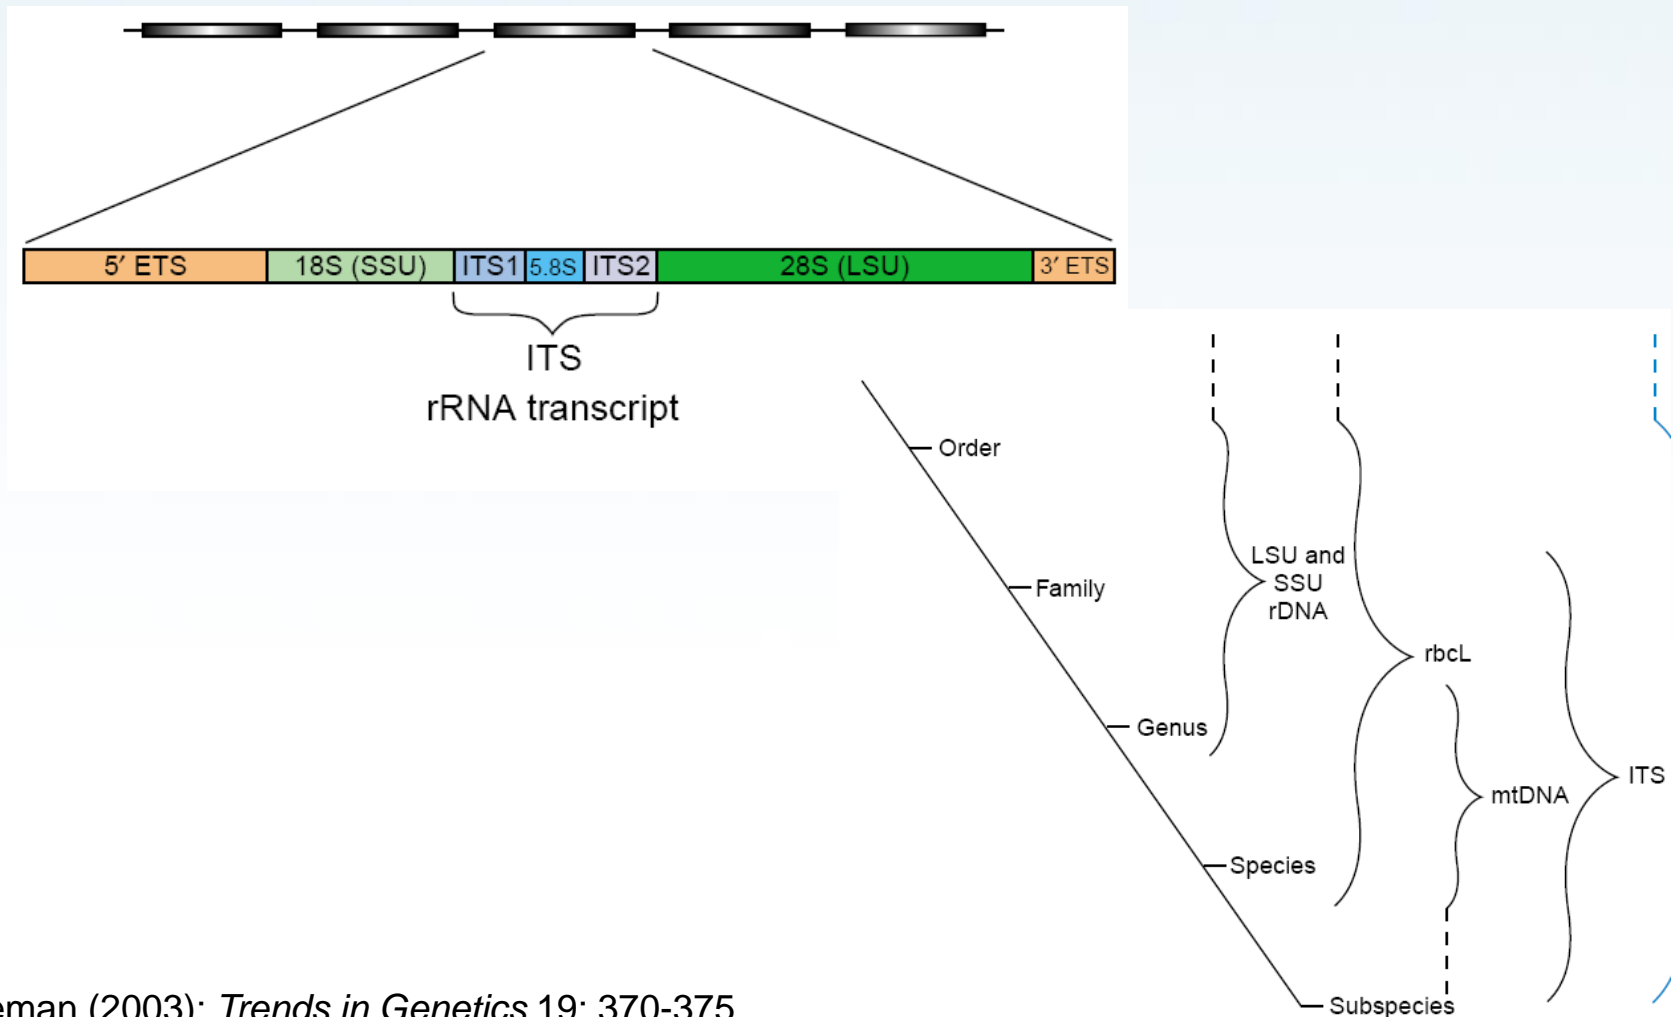 5′ ETS
18S (SSU)
ITS1
5.8S
ITS2
28S (LSU)
3′ ETS
ITS
rRNA transcript
Order
Family
Genus
Species
Subspecies
LSU and
SSU
rDNA
rbcL
mtDNA
ITS
(2003): Trends in Genetics 19: 370-375